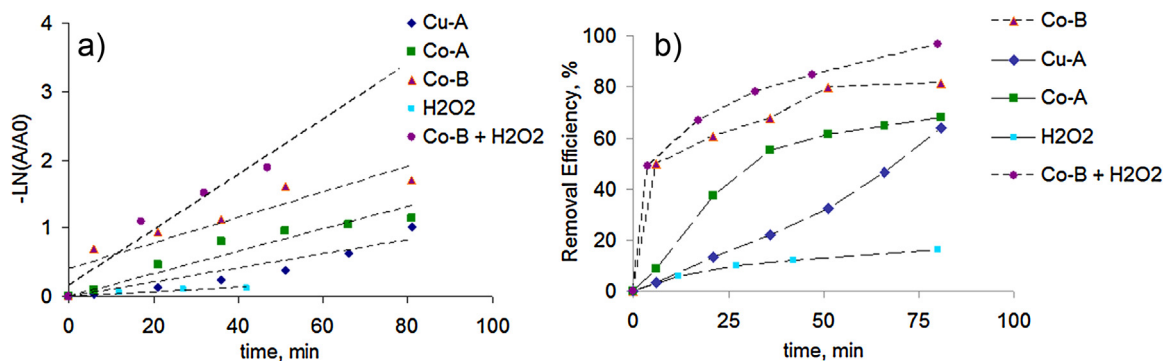 a)
-LN(A/A0)
4
3
2
1
0
0 20 40 60 80 100
time, min
Cu-A
Co-A
Co-B
H2O2
Co-B + H2O2
b)
Removal Efficiency, %
100
80
60
40
20
0
0 25 50 75 100
time, min
Co-B
Cu-A
Co-A
H2O2
Co-B + H2O2